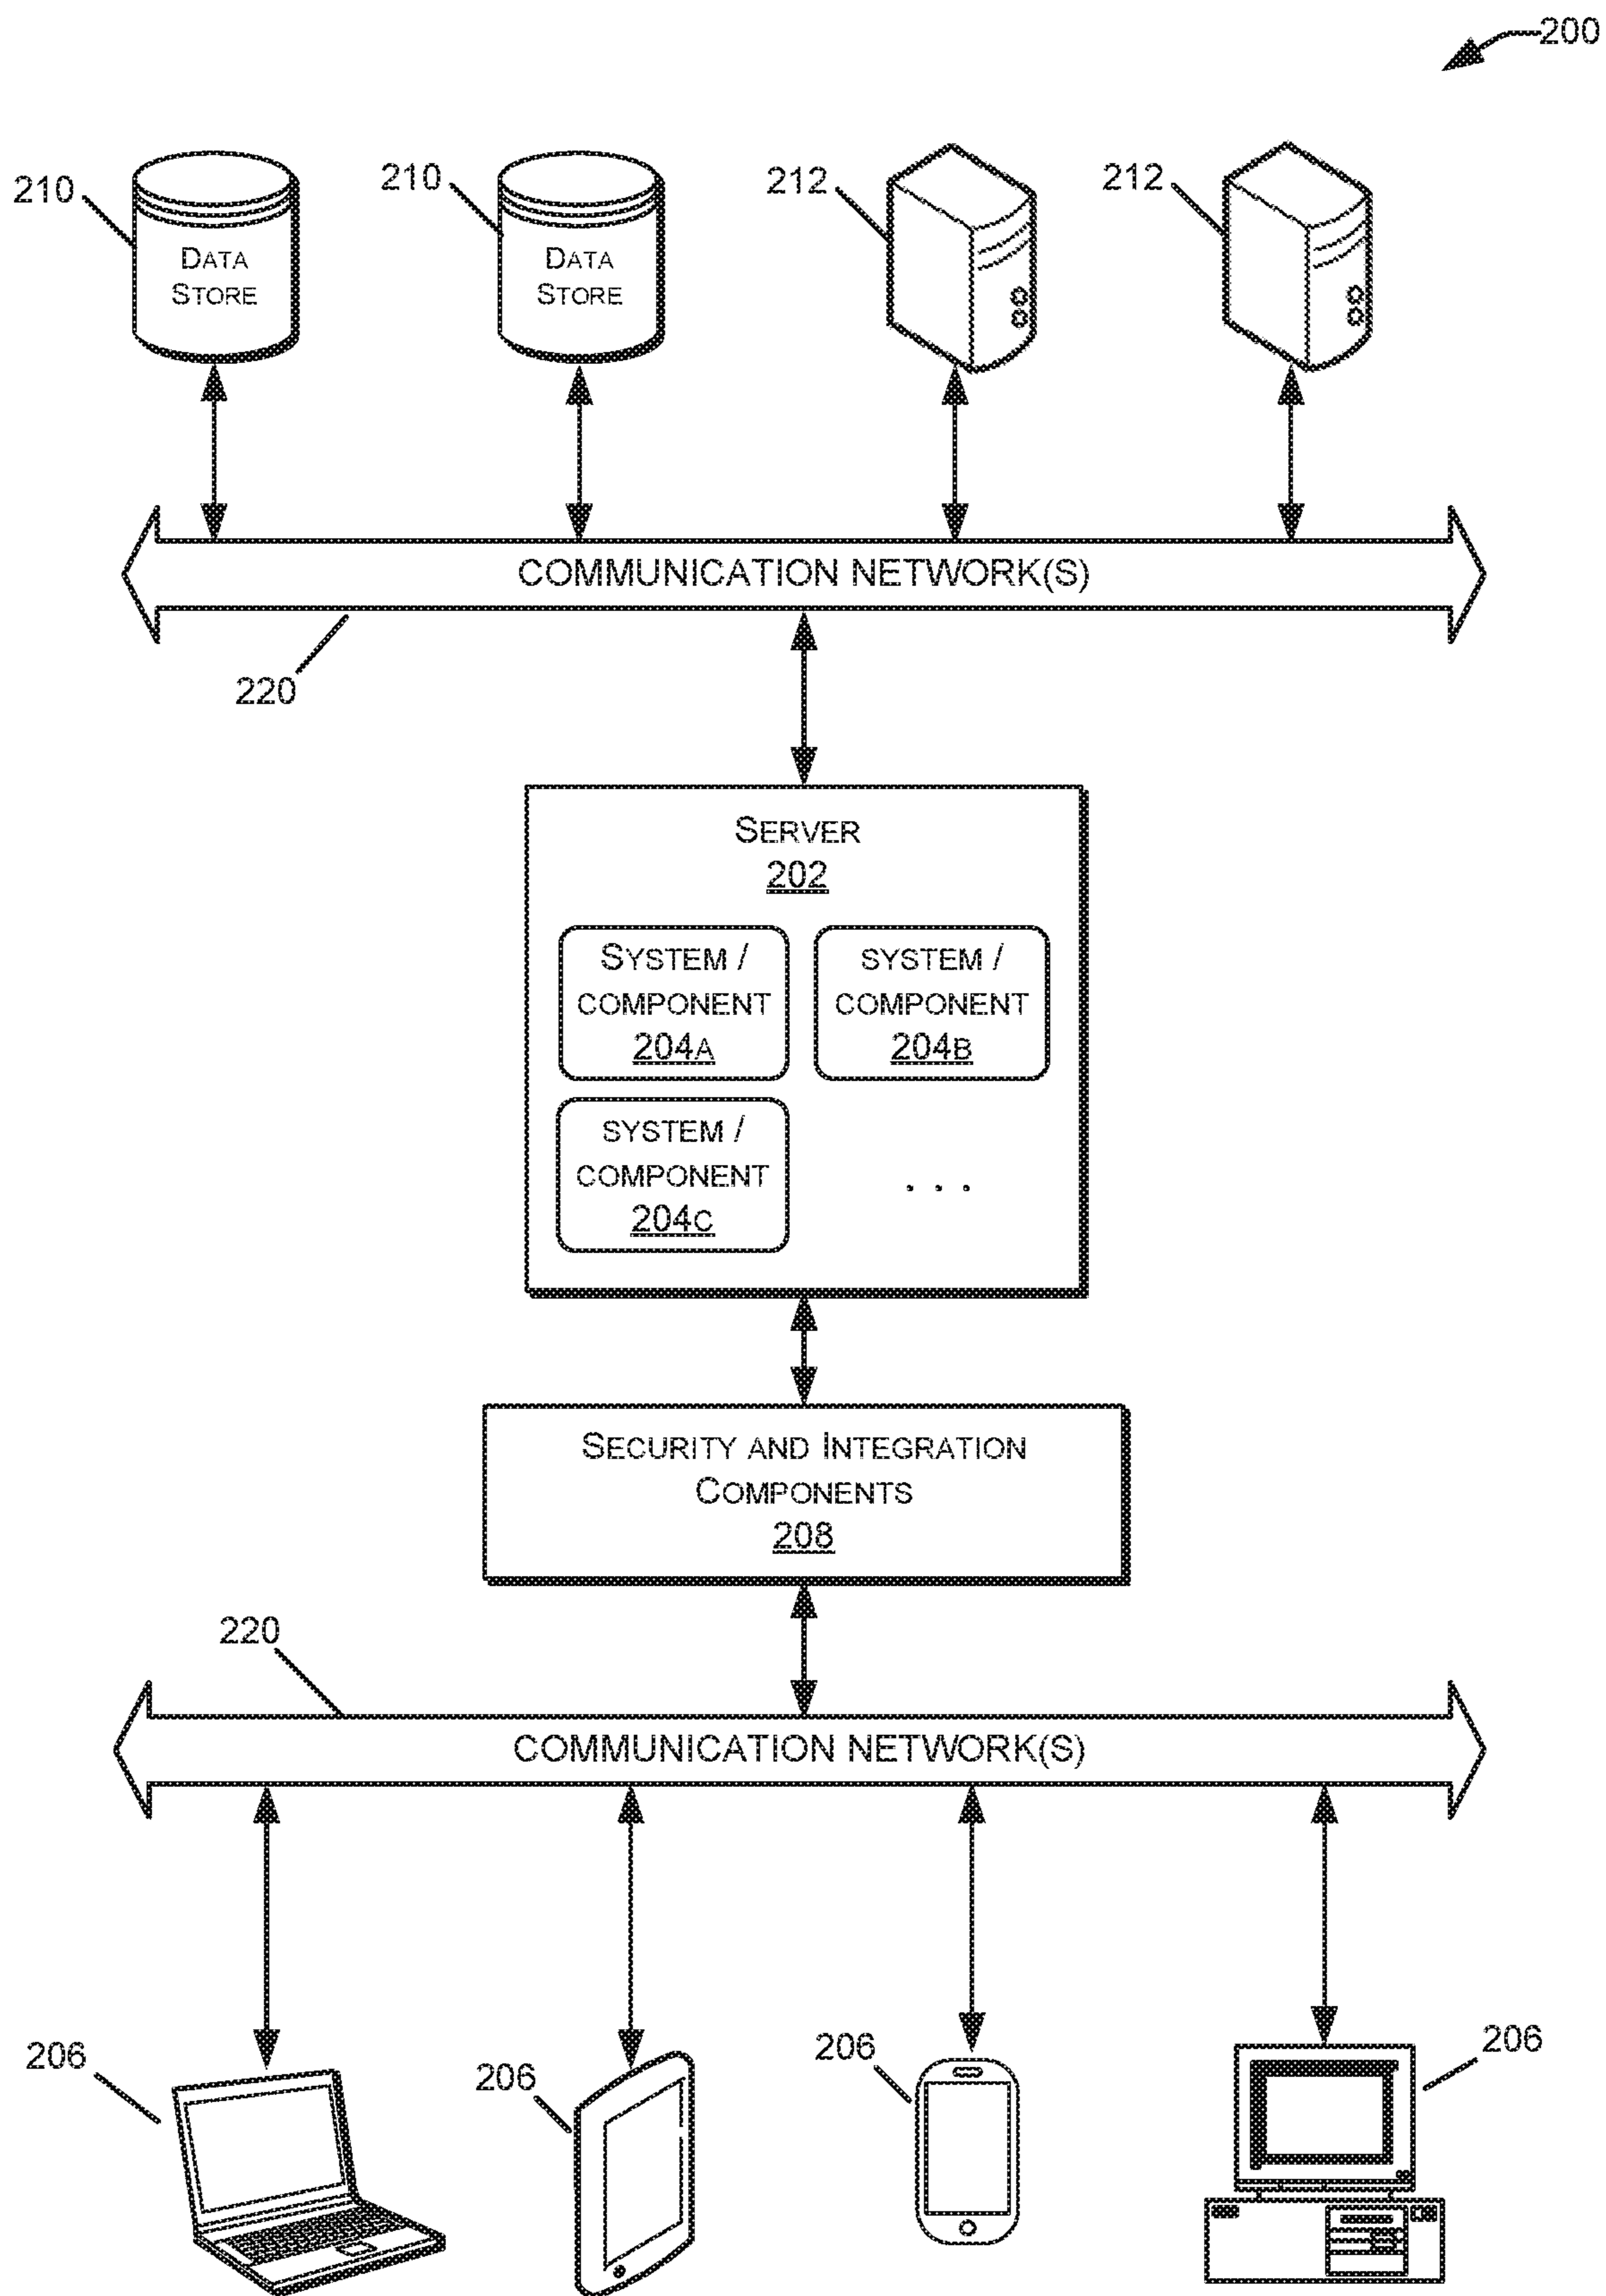 200
210
210
212
212
DATA
STORE
DATA
STORE
COMMUNICATION NETWORK(S)
220
SERVER
202
SYSTEM /
COMPONENT
204A
SYSTEM /
COMPONENT
204B
SYSTEM /
COMPONENT
204C
. . .
SECURITY AND INTEGRATION
COMPONENTS
208
220
COMMUNICATION NETWORK(S)
206
206
206
206